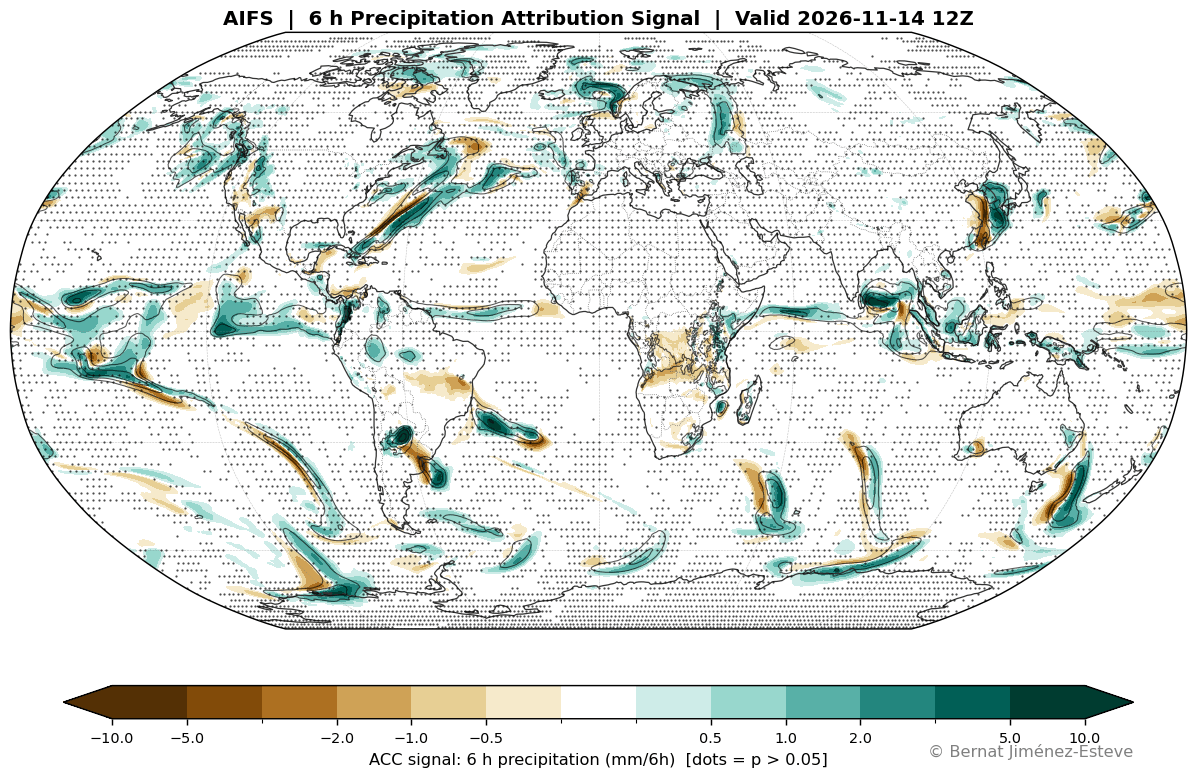 AIFS | 6 h Precipitation Attribution Signal | Valid 2026-11-14 12Z
−10.0 −5.0 −2.0 −1.0 −0.5 0.5 1.0 2.0 5.0 10.0
© Bernat Jiménez-Esteve
ACC signal: 6 h precipitation (mm/6h) [dots = p > 0.05]